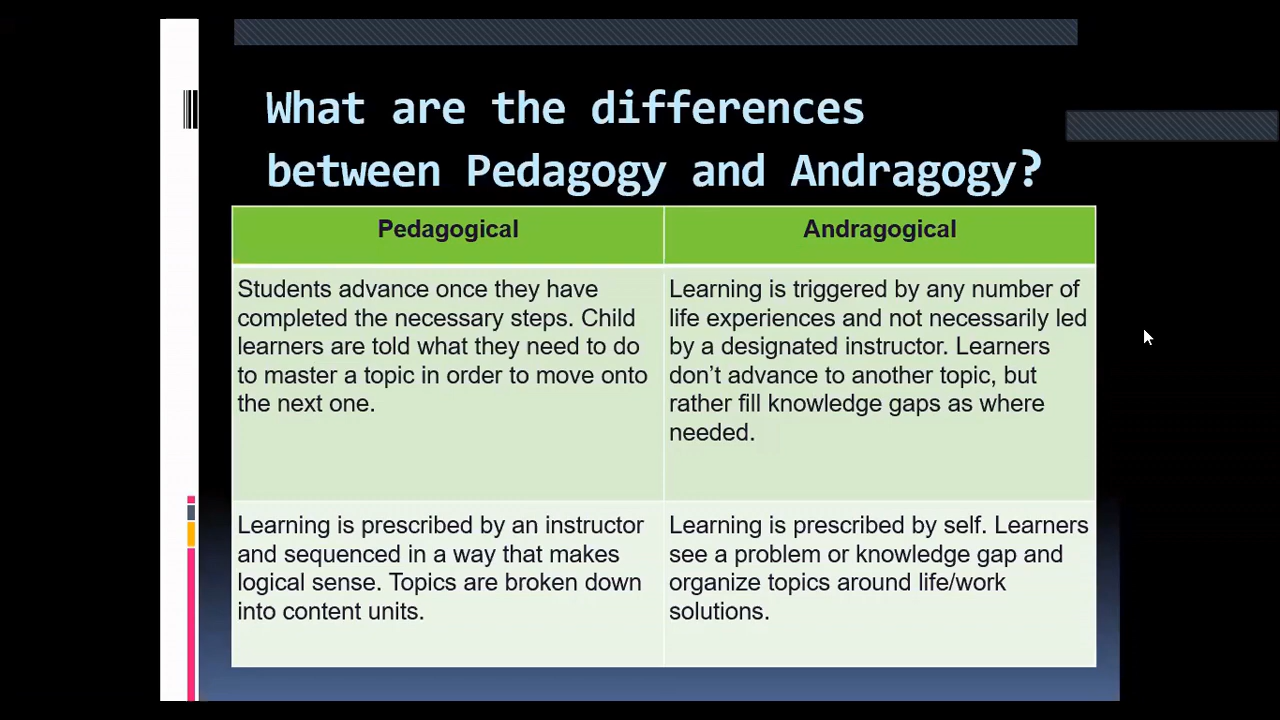 What are the differences
between Pedagogy and Andragogy?
Pedagogical
Andragogical
Students advance once they have
completed the necessary steps. Child
learners are told what they need to do
to master a topic in order to move onto
the next one.
Learning is triggered by any number of
life experiences and not necessarily led
by a designated instructor. Learners
don’t advance to another topic, but
rather fill knowledge gaps as where
needed.
Learning is prescribed by an instructor
and sequenced in a way that makes
logical sense. Topics are broken down
into content units.
Learning is prescribed by self. Learners
see a problem or knowledge gap and
organize topics around life/work
solutions.